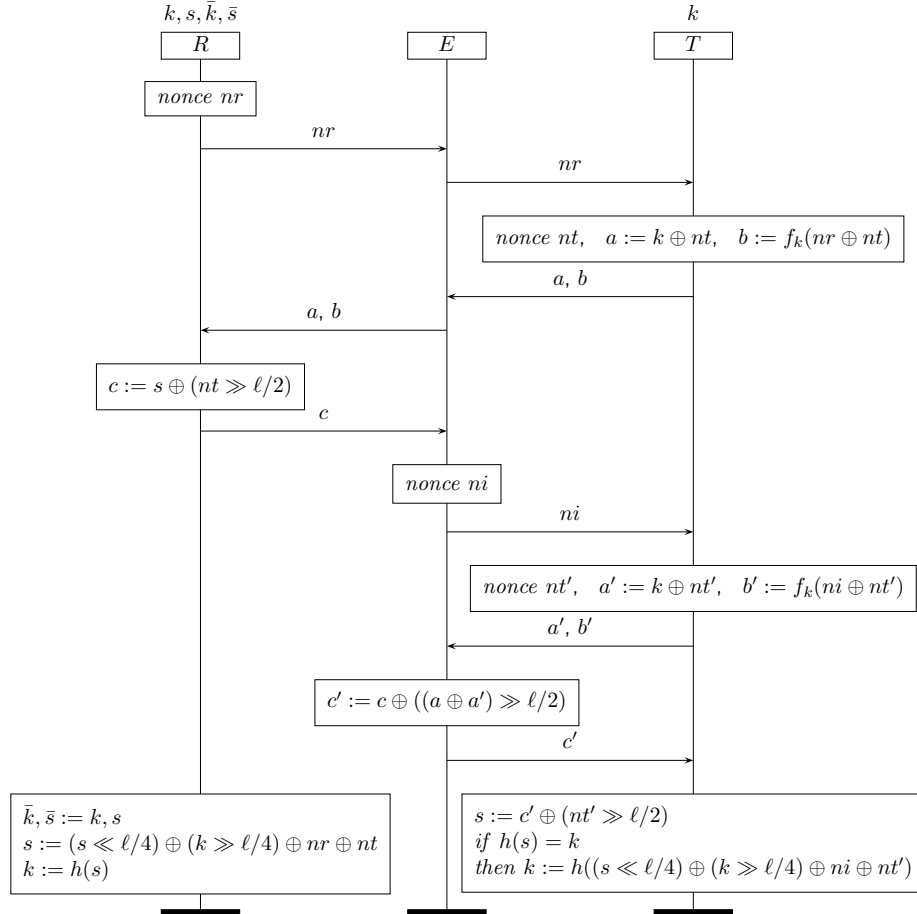 k, s, k̄, s̄
k
R
E
T
nonce nr
nr
nr
nonce nt, a := k ⊕ nt, b := f_k(nr ⊕ nt)
a, b
a, b
c := s ⊕ (nt ≫ ℓ/2)
c
nonce ni
ni
nonce nt′, a′ := k ⊕ nt′, b′ := f_k(ni ⊕ nt′)
a′, b′
c′ := c ⊕ ((a ⊕ a′) ≫ ℓ/2)
c′
k̄, s̄ := k, s
s := (s ≪ ℓ/4) ⊕ (k ≫ ℓ/4) ⊕ nr ⊕ nt
k := h(s)
s := c′ ⊕ (nt′ ≫ ℓ/2)
if h(s) = k
then k := h((s ≪ ℓ/4) ⊕ (k ≫ ℓ/4) ⊕ ni ⊕ nt′)